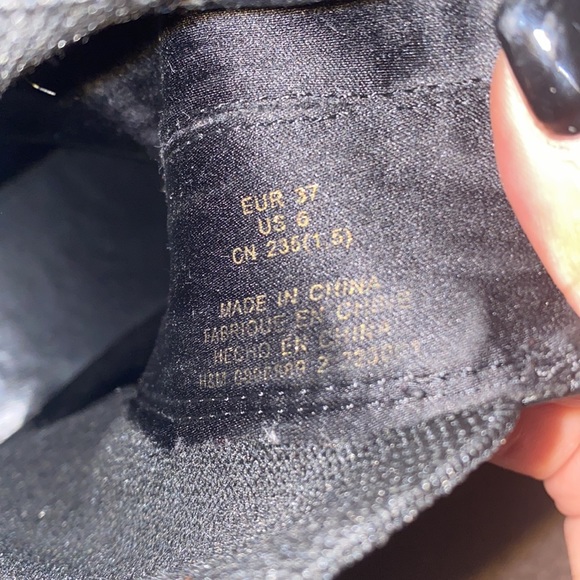 EUR 37
US 6
CN 235(1.5)
MADE IN CHINA
FABRIQUE EN CHINE
HECHO EN CHINA
H&M